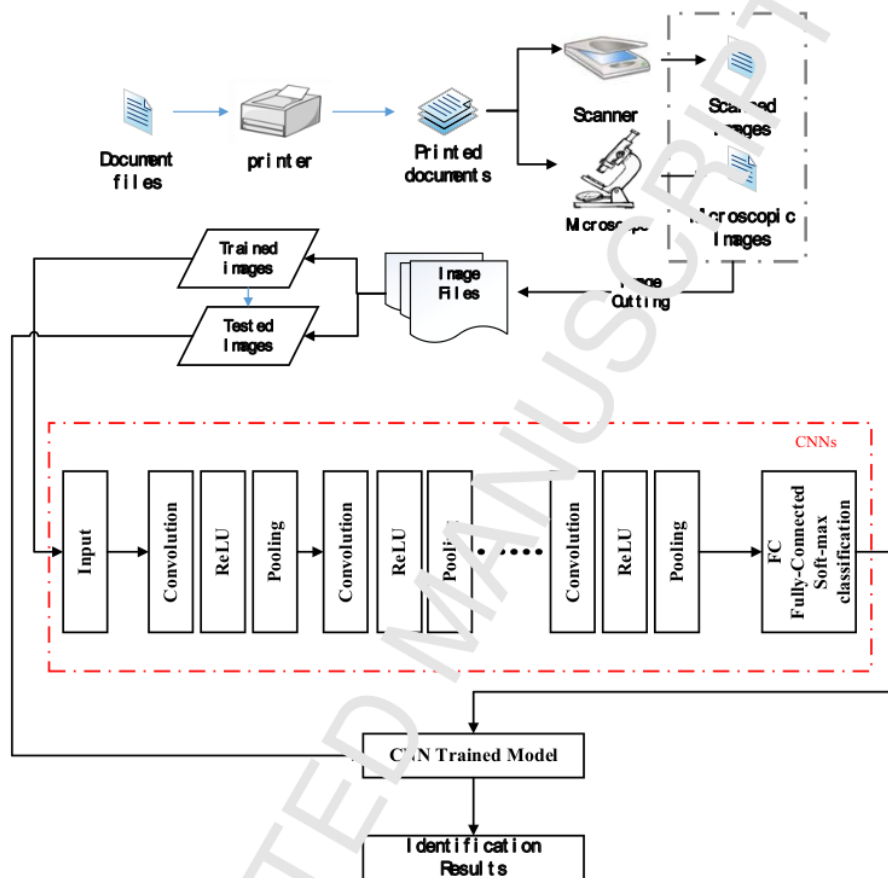 Document
files
printer
Printed
documents
Scanner
Scanned
Images
Microscope
Microscopic
Images
Trained
images
Tested
Images
Image
Files
Image
Cutting
CNNs
Input
Convolution
ReLU
Pooling
Convolution
ReLU
Pooling
Convolution
ReLU
Pooling
FC
Fully-Connected
Soft-max
classification
CNN Trained Model
Identification
Results
TED MANUSCRIPT